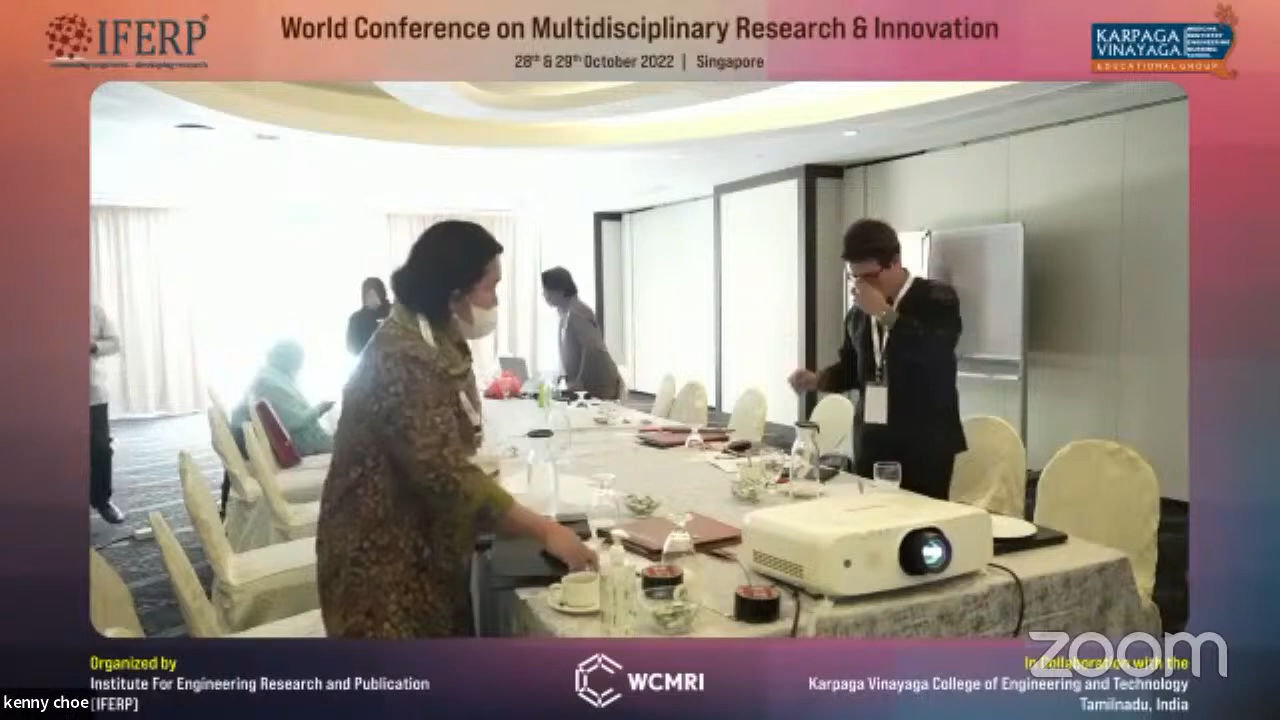 IFERP
World Conference on Multidisciplinary Research & Innovation
28th & 29th October 2022 | Singapore
KARPAGA
VINAYAGA
EDUCATIONAL GROUP
zoom
Organized by
Institute For Engineering Research and Publication
[IFERP]
WCMRI
In Collaboration with the
Karpaga Vinayaga College of Engineering and Technology
Tamilnadu, India
kenny choe